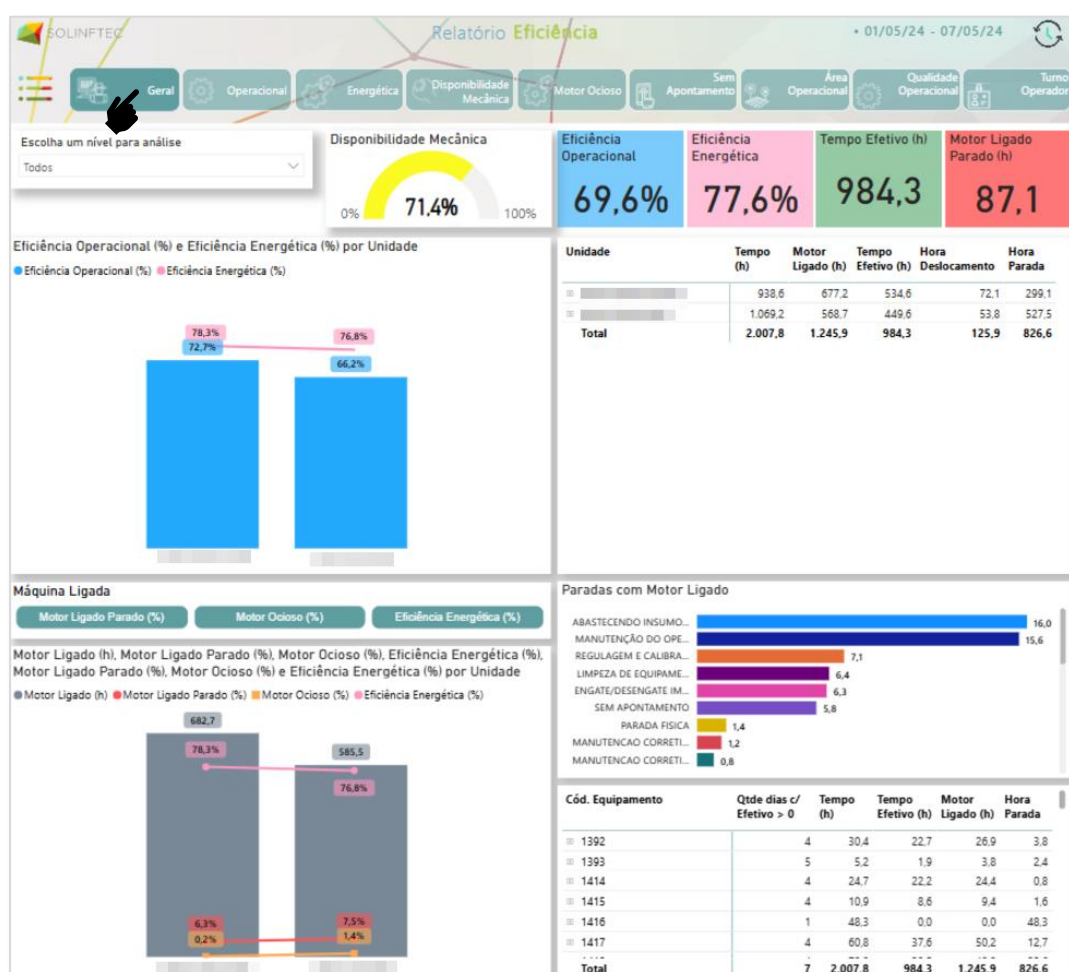 SOLINFTEC
Relatório Eficiência
• 01/05/24 - 07/05/24
Geral
Operacional
Energética
Disponibilidade
Mecânica
Motor Ocioso
Sem
Apontamento
Área
Operacional
Qualidade
Operacional
Turno
Operador
Escolha um nível para análise
Todos
Disponibilidade Mecânica
0%
71.4%
100%
Eficiência
Operacional
69,6%
Eficiência
Energética
77,6%
Tempo Efetivo (h)
984,3
Motor Ligado
Parado (h)
87,1
Eficiência Operacional (%) e Eficiência Energética (%) por Unidade
Eficiência Operacional (%) Eficiência Energética (%)
78,3%
72,7%
76,8%
66,2%
Unidade Tempo (h) Motor Ligado (h) Tempo Efetivo (h) Hora Deslocamento Hora Parada
938,6 677,2 534,6 72,1 299,1
1.069,2 568,7 449,6 53,8 527,5
Total 2.007,8 1.245,9 984,3 125,9 826,6
Máquina Ligada
Motor Ligado Parado (%) Motor Ocioso (%) Eficiência Energética (%)
Motor Ligado (h), Motor Ligado Parado (%), Motor Ocioso (%), Eficiência Energética (%),
Motor Ligado Parado (%), Motor Ocioso (%) e Eficiência Energética (%) por Unidade
Motor Ligado (h) Motor Ligado Parado (%) Motor Ocioso (%) Eficiência Energética (%)
682,7
78,3%
585,5
76,8%
6,3%
0,2%
7,5%
1,4%
Paradas com Motor Ligado
ABASTECENDO INSUMO... 16,0
MANUTENÇÃO DO OPE... 15,6
REGULAGEM E CALIBRA... 7,1
LIMPEZA DE EQUIPAME... 6,4
ENGATE/DESENGATE IM... 6,3
SEM APONTAMENTO 5,8
PARADA FISICA 1,4
MANUTENCAO CORRETI... 1,2
MANUTENCAO CORRETI... 0,8
Cód. Equipamento Qtde dias c/ Efetivo > 0 Tempo (h) Tempo Efetivo (h) Motor Ligado (h) Hora Parada
1392 4 30,4 22,7 26,9 3,8
1393 5 5,2 1,9 3,8 2,4
1414 4 24,7 22,2 24,4 0,8
1415 4 10,9 8,6 9,4 1,6
1416 1 48,3 0,0 0,0 48,3
1417 4 60,8 37,6 50,2 12,7
Total 7 2.007,8 984,3 1.245,9 826,6